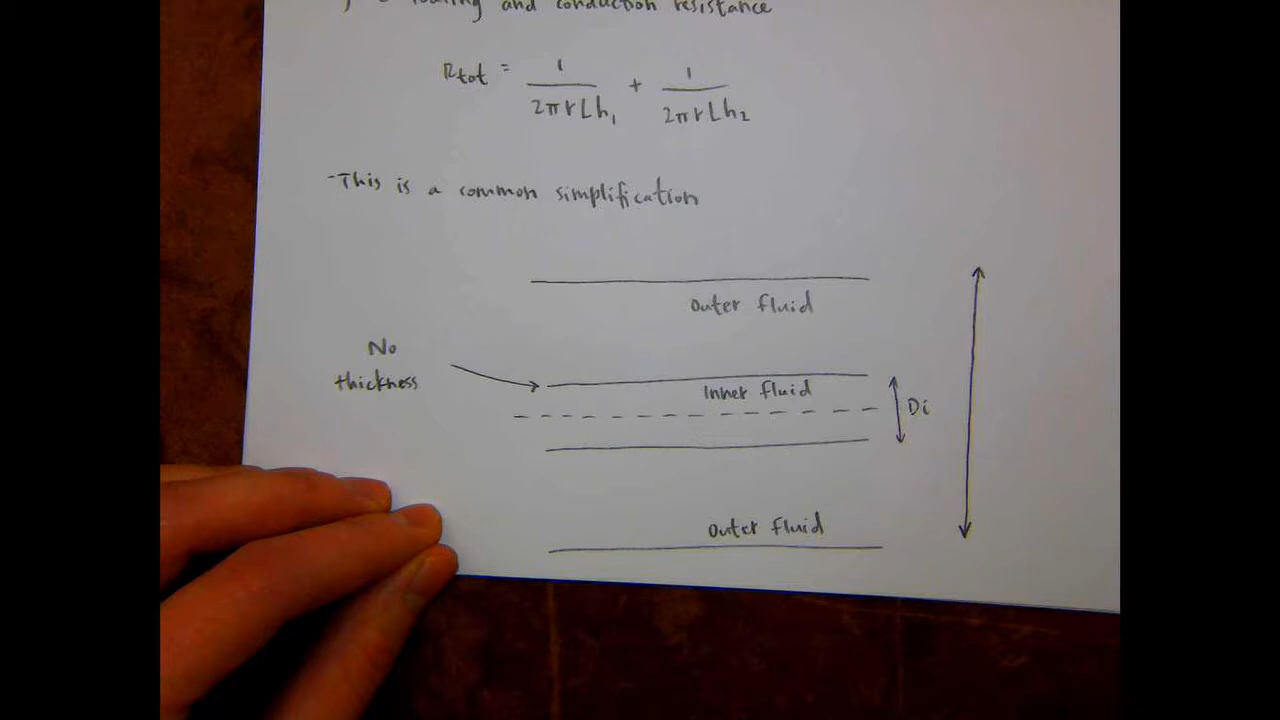 fouling and conduction resistance
Rtot = 1/2πrLh₁ + 1/2πrLh₂
-This is a common simplification
Outer fluid
No
thickness
Inner fluid
Di
Outer fluid